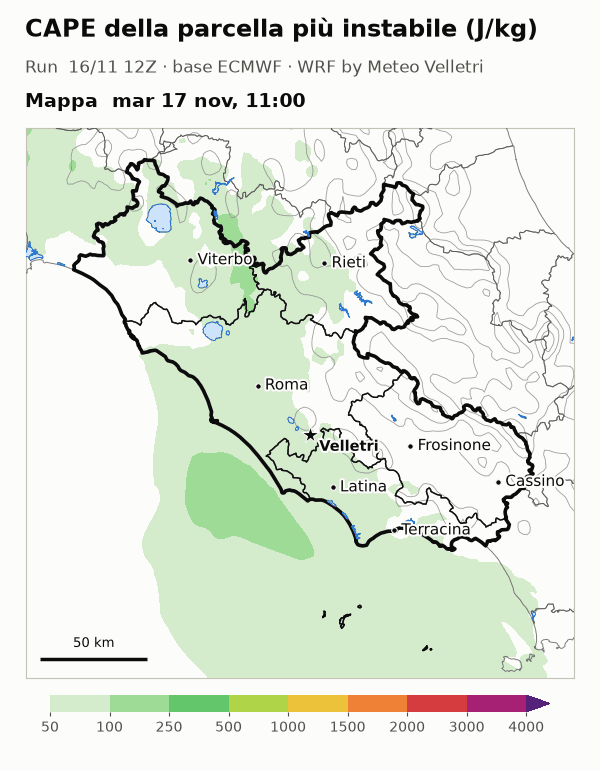 CAPE della parcella più instabile (J/kg)
Run  16/11 12Z · base ECMWF · WRF by Meteo Velletri
Mappa  mar 17 nov, 11:00
Viterbo
Rieti
Roma
Velletri
Frosinone
Latina
Cassino
Terracina
50 km
50 100 250 500 1000 1500 2000 3000 4000